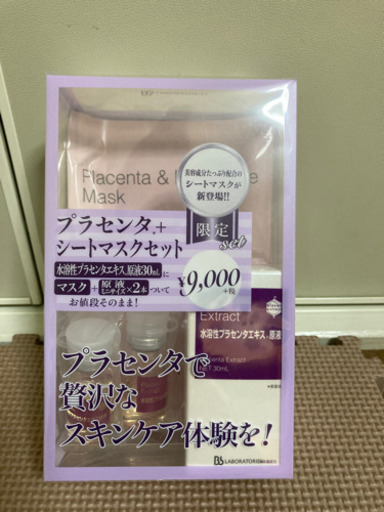 Placenta &
Mask
美容成分たっぷり配合の
シートマスクが
新登場!!
プラセンタ+
シートマスクセット
限定
set
水溶性プラセンタエキス原液30mLに
マスク+原液ミニサイズ×2本ついて
お値段そのまま!
¥9,000
+税
Extract
水溶性プラセンタエキス原液
Placenta Extract
NET 30mL
プラセンタで
贅沢な
スキンケア体験を!
BS LABORATORIES